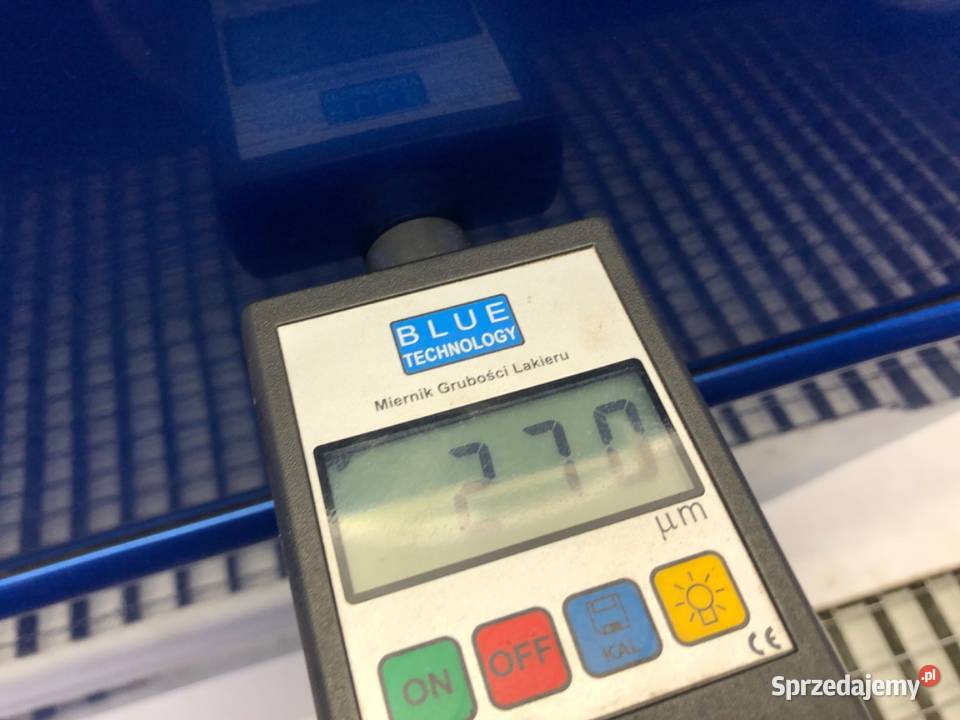 BLUE
TECHNOLOGY
Miernik Grubości Lakieru
270
µm
ON
OFF
KAL
CE
Sprzedajemy.pl